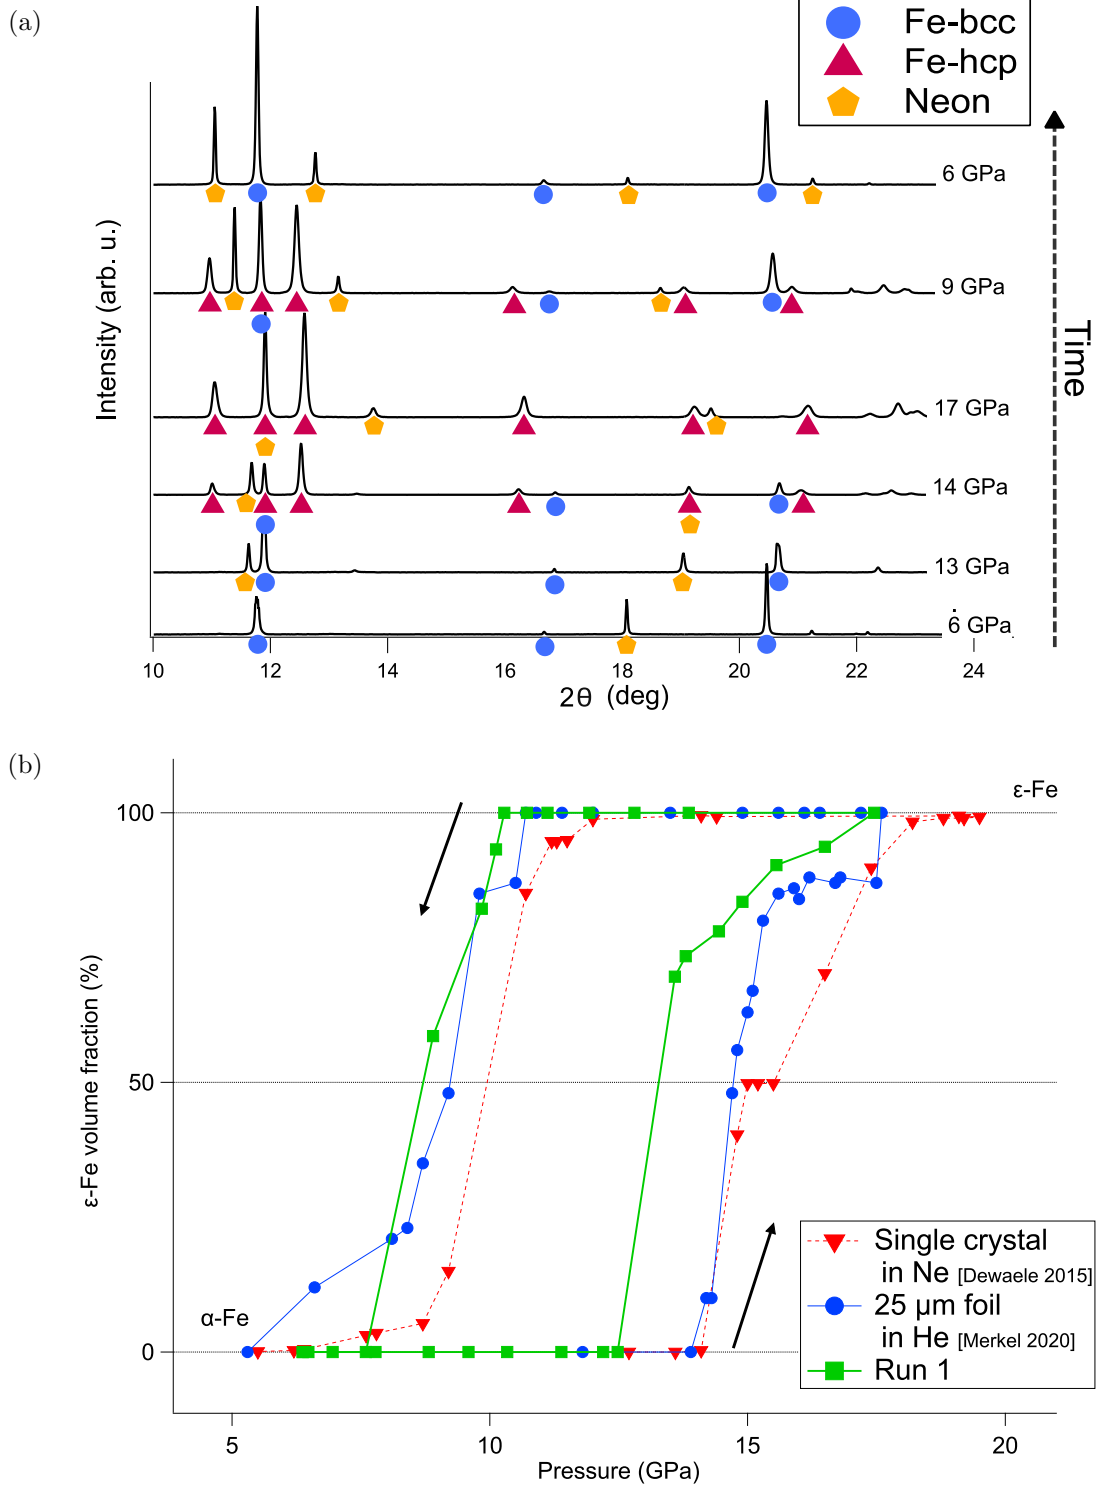 (a)
Fe-bcc
Fe-hcp
Neon
6 GPa
9 GPa
17 GPa
14 GPa
13 GPa
6 GPa
Intensity (arb. u.)
Time
10 12 14 16 18 20 22 24
2θ (deg)
(b)
ε-Fe
100
50
0
ε-Fe volume fraction (%)
α-Fe
Single crystal
in Ne [Dewaele 2015]
25 µm foil
in He [Merkel 2020]
Run 1
5 10 15 20
Pressure (GPa)